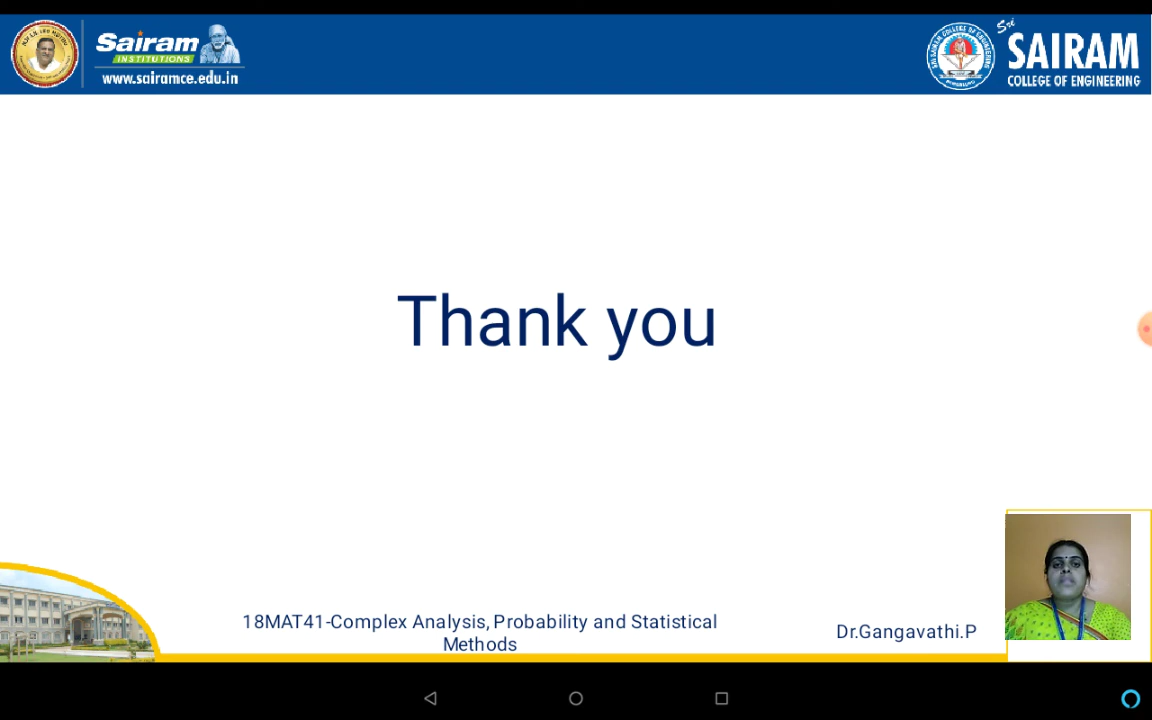 Sairam
INSTITUTIONS
www.sairamce.edu.in
Sri
SAIRAM
COLLEGE OF ENGINEERING
Thank you
18MAT41-Complex Analysis, Probability and Statistical
Methods
Dr.Gangavathi.P